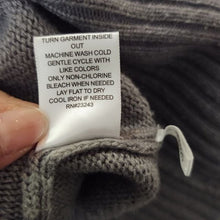 TURN GARMENT INSIDE
OUT
MACHINE WASH COLD
GENTLE CYCLE WITH
LIKE COLORS
ONLY NON-CHLORINE
BLEACH WHEN NEEDED
LAY FLAT TO DRY
COOL IRON IF NEEDED
RN#23243